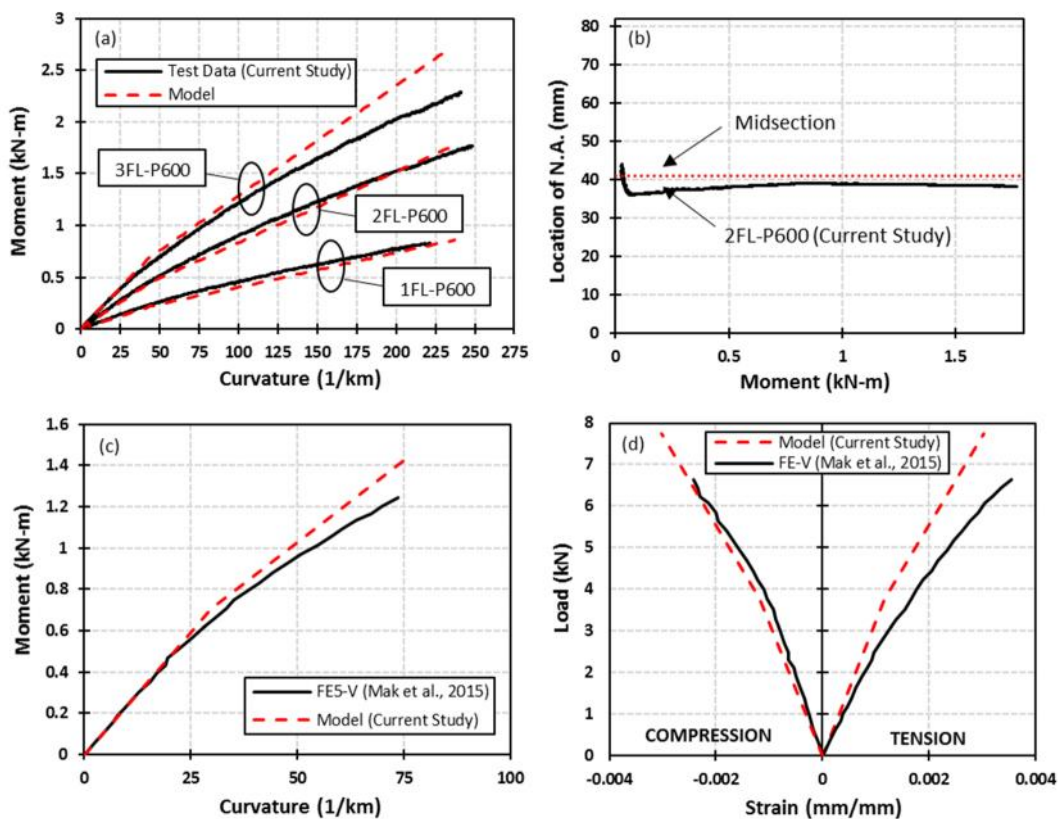 (a)
Test Data (Current Study)
Model
3FL-P600
2FL-P600
1FL-P600
Moment (kN-m)
3
2.5
2
1.5
1
0.5
0
0 25 50 75 100 125 150 175 200 225 250 275
Curvature (1/km)
(b)
Midsection
2FL-P600 (Current Study)
Location of N.A. (mm)
80
70
60
50
40
30
20
10
0
0 0.5 1 1.5
Moment (kN-m)
(c)
FE5-V (Mak et al., 2015)
Model (Current Study)
Moment (kN-m)
1.6
1.4
1.2
1
0.8
0.6
0.4
0.2
0
0 25 50 75 100
Curvature (1/km)
(d)
Model (Current Study)
FE-V (Mak et al., 2015)
Load (kN)
8
7
6
5
4
3
2
1
0
COMPRESSION
TENSION
-0.004 -0.002 0 0.002 0.004
Strain (mm/mm)